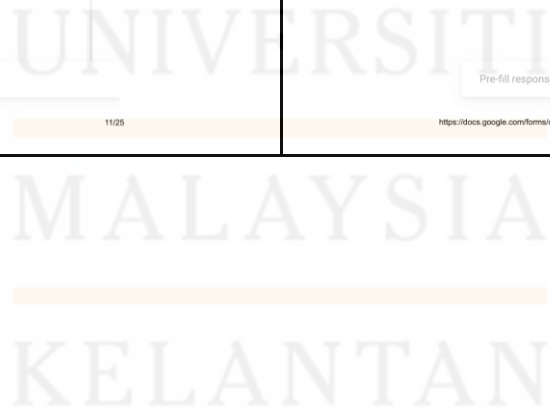 UNIVERSITI
Pre-fill respons
11/25
https://docs.google.com/forms/
MALAYSIA
KELANTAN